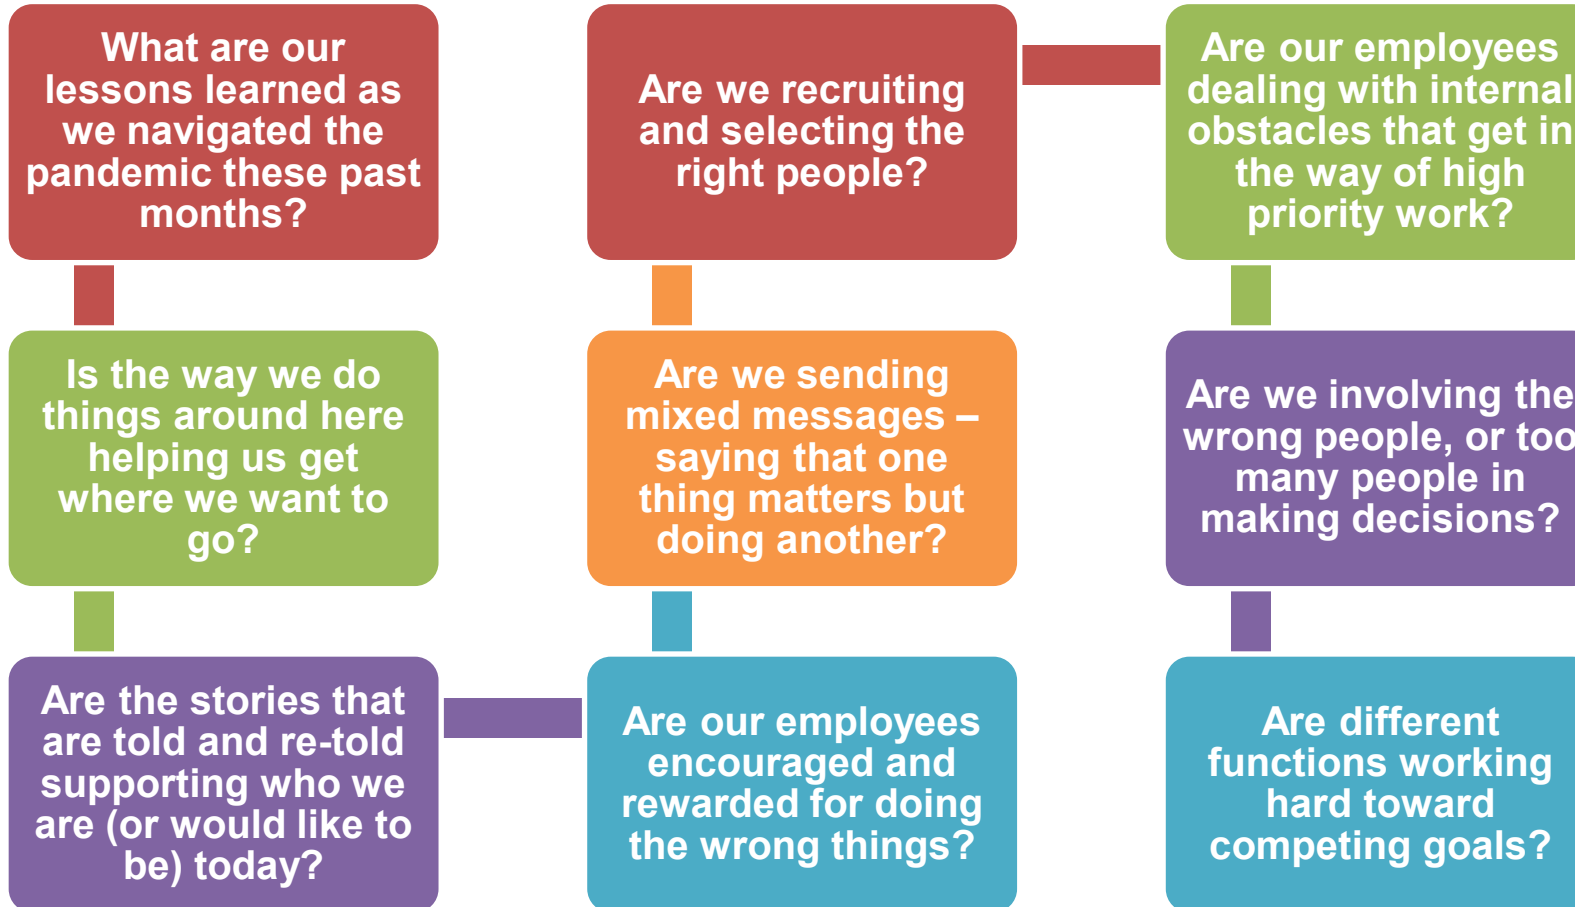 What are our
lessons learned as
we navigated the
pandemic these past
months?
Is the way we do
things around here
helping us get
where we want to
go?
Are the stories that
are told and re-told
supporting who we
are (or would like to
be) today?
Are our employees
encouraged and
rewarded for doing
the wrong things?
Are we sending
mixed messages –
saying that one
thing matters but
doing another?
Are we recruiting
and selecting the
right people?
Are our employees
dealing with internal
obstacles that get in
the way of high
priority work?
Are we involving the
wrong people, or too
many people in
making decisions?
Are different
functions working
hard toward
competing goals?